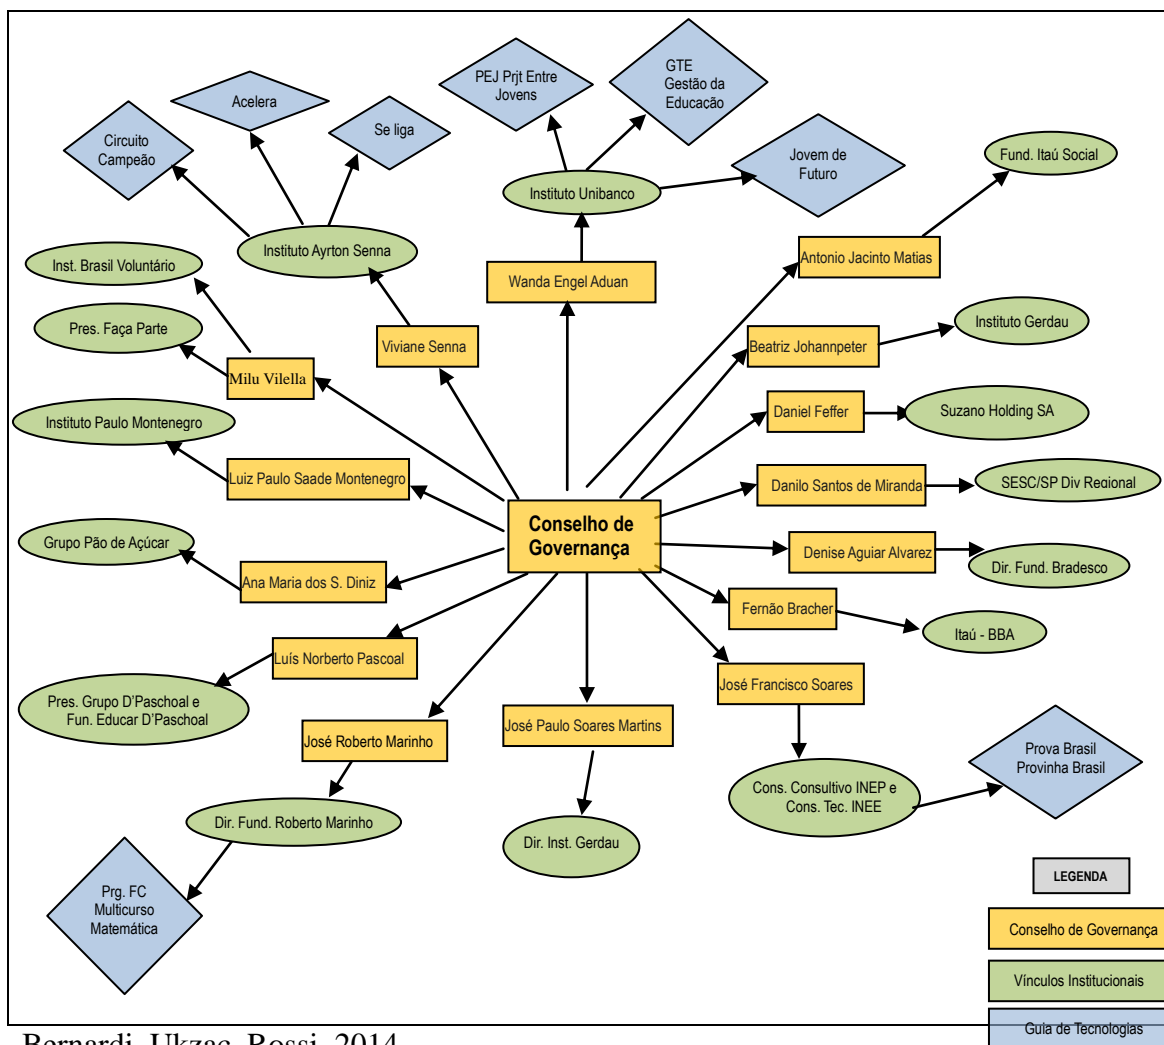 PEJ Prjt Entre
Jovens
GTE
Gestão da
Educação
Acelera
Se liga
Circuito
Campeão
Jovem de
Futuro
Fund. Itaú Social
Instituto Unibanco
Instituto Ayrton Senna
Antonio Jacinto Matias
Inst. Brasil Voluntário
Wanda Engel Aduan
Pres. Faça Parte
Viviane Senna
Beatriz Johannpeter
Instituto Gerdau
Milu Vilella
Daniel Feffer
Suzano Holding SA
Instituto Paulo Montenegro
Luiz Paulo Saade Montenegro
Danilo Santos de Miranda
SESC/SP Div Regional
Conselho de
Governança
Grupo Pão de Açúcar
Denise Aguiar Alvarez
Dir. Fund. Bradesco
Ana Maria dos S. Diniz
Fernão Bracher
Itaú - BBA
Luís Norberto Pascoal
José Francisco Soares
Pres. Grupo D'Paschoal e
Fun. Educar D'Paschoal
José Roberto Marinho
José Paulo Soares Martins
Prova Brasil
Provinha Brasil
Cons. Consultivo INEP e
Cons. Tec. INEE
Dir. Fund. Roberto Marinho
Dir. Inst. Gerdau
Prg. FC
Multicurso
Matemática
LEGENDA
Conselho de Governança
Vínculos Institucionais
Guia de Tecnologias
Bernardi, Ukzac, Rossi, 2014